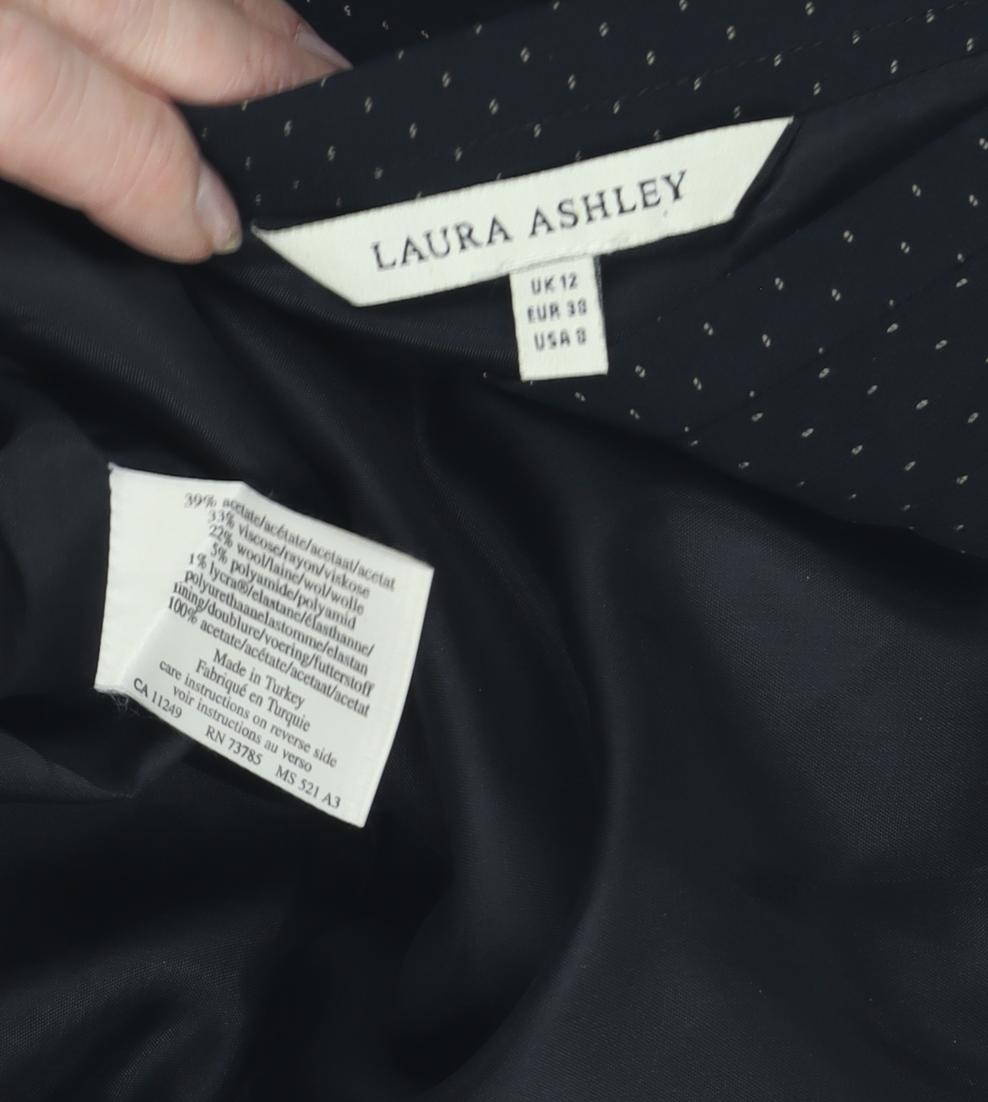 LAURA ASHLEY
UK 12
EUR 38
USA 8
39% acetate/acétate/acetaat/acetat
33% viscose/rayon/viskose
22% wool/laine/wol/wolle
5% polyamide/polyamid
1% lycra®/elastane/élasthanne/
polyurethaanelastomme/elastan
lining/doublure/voering/futterstoff
100% acetate/acétate/acetaat/acetat
Made in Turkey
Fabriqué en Turquie
care instructions on reverse side
voir instructions au verso
CA 11249 RN 73785 MS 521 A3